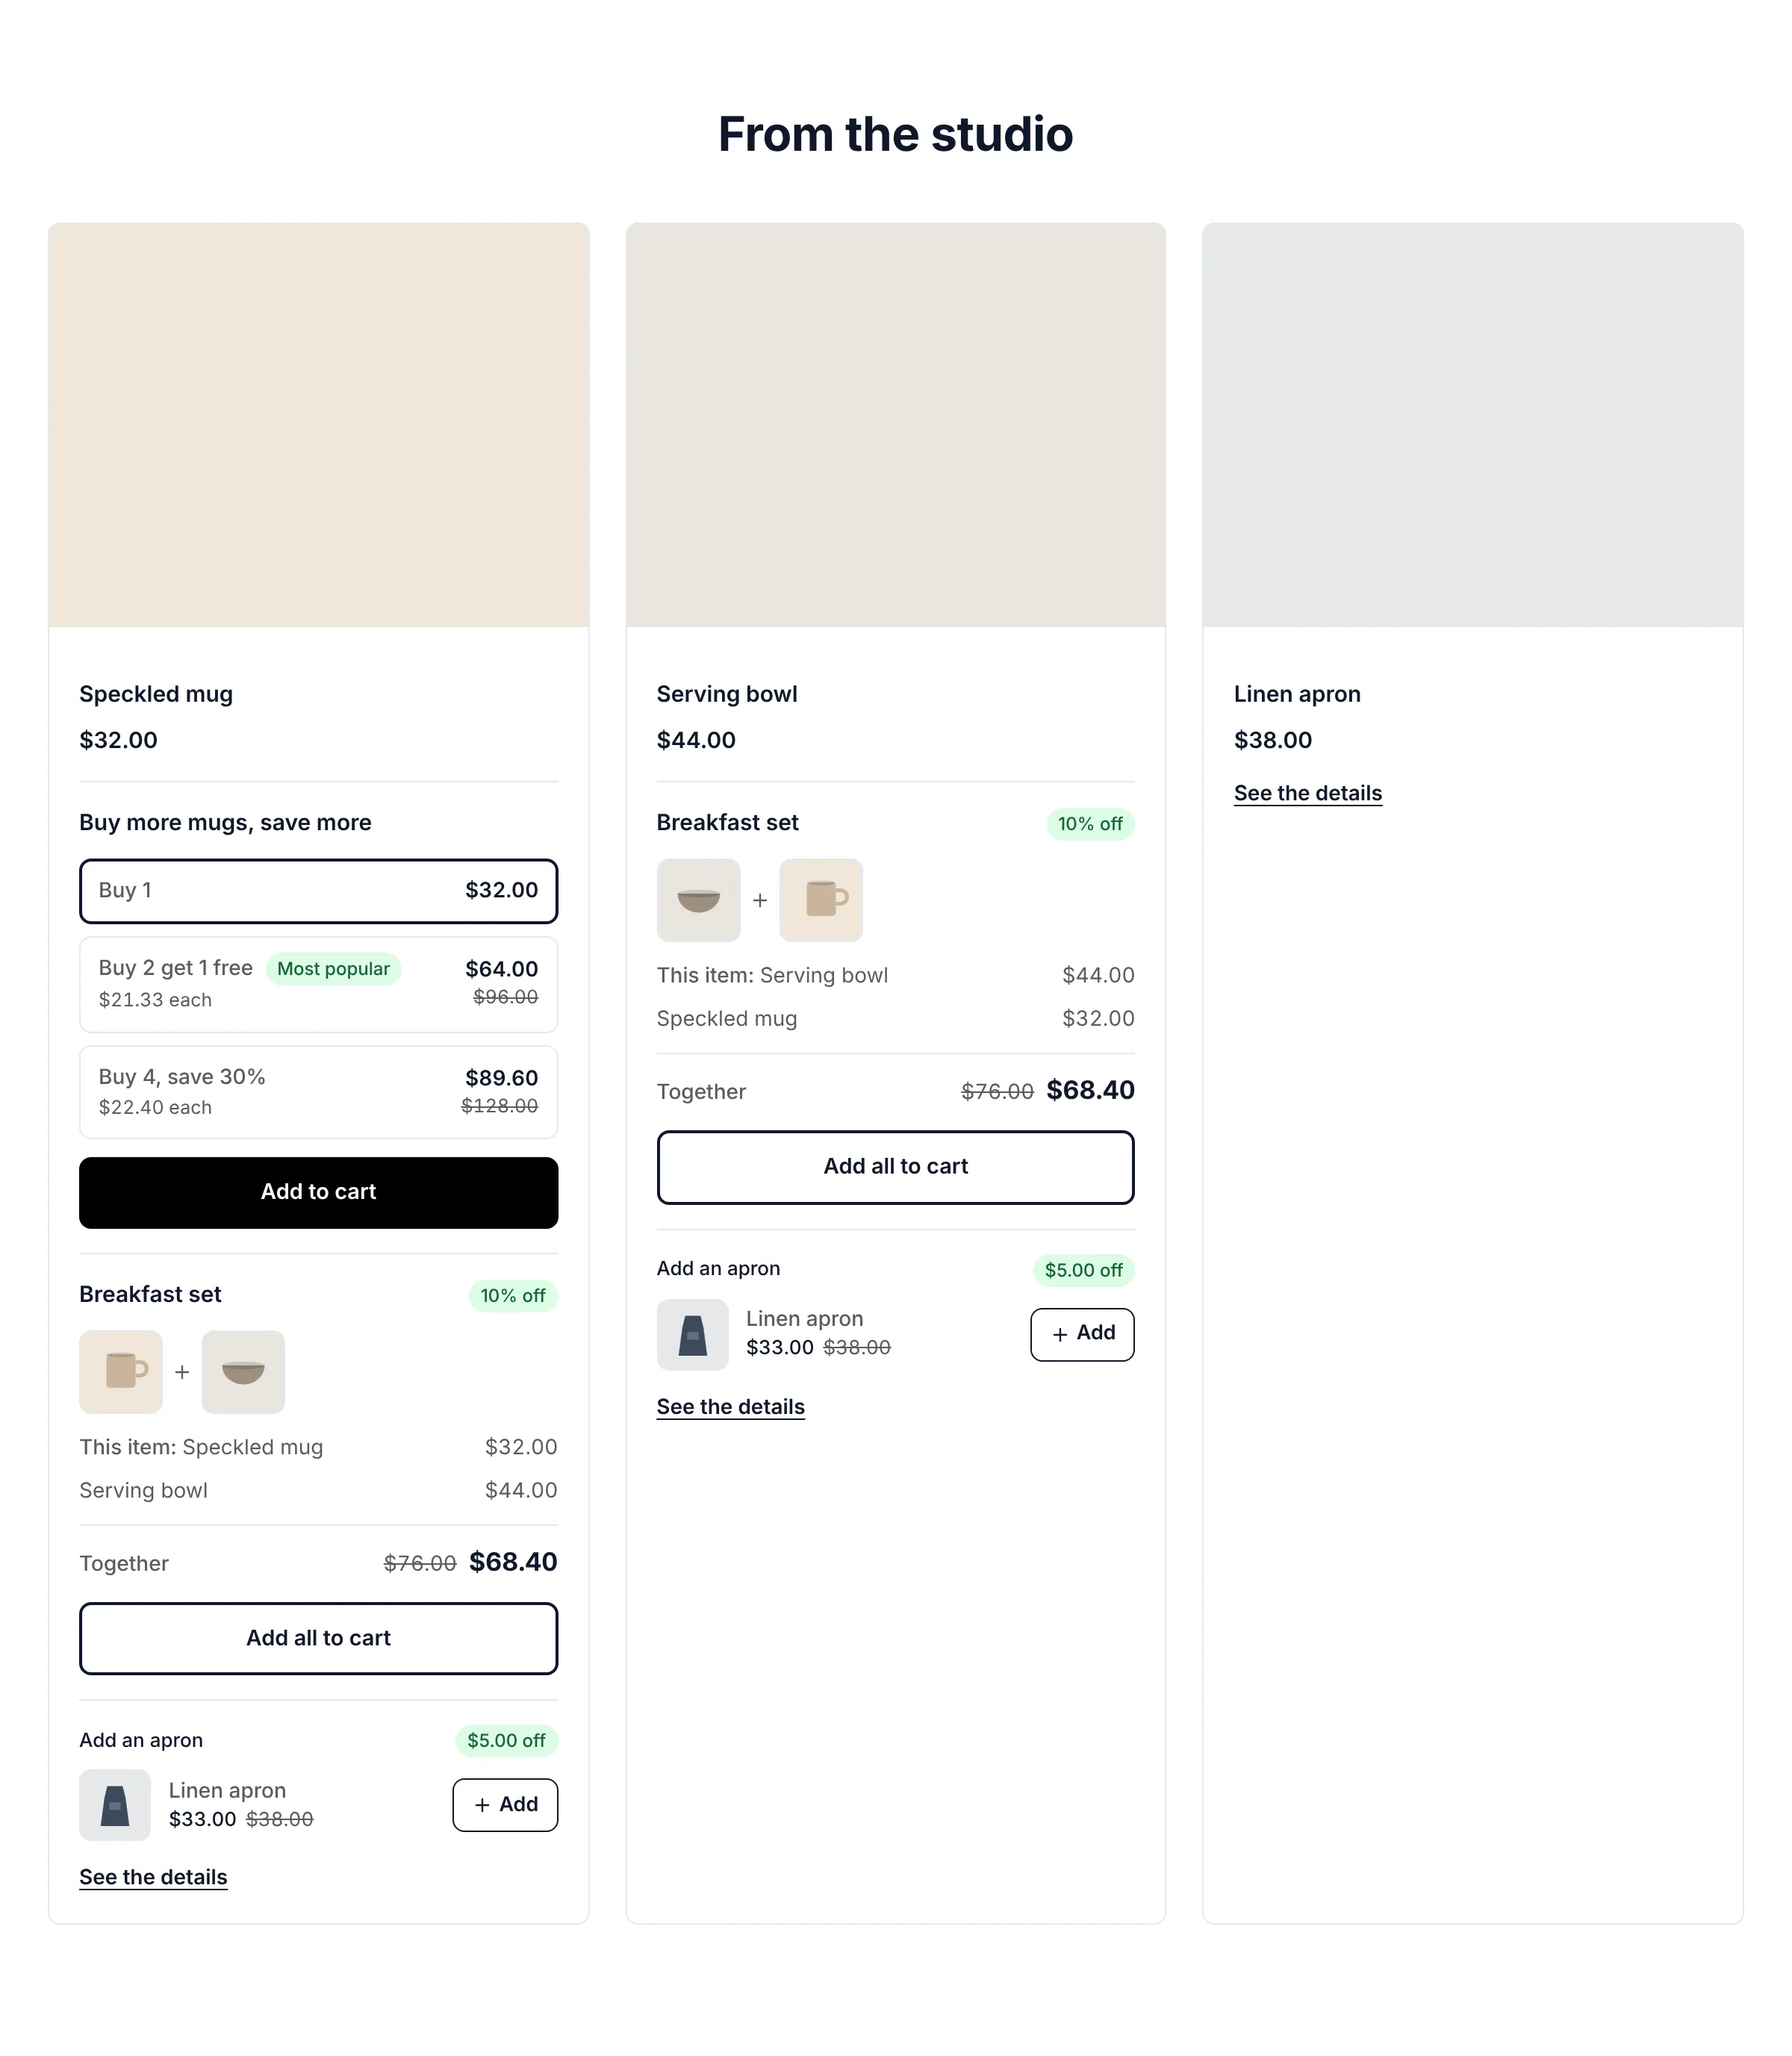 From the studio
Speckled mug
$32.00
Buy more mugs, save more
Buy 1 $32.00
Buy 2 get 1 free Most popular $64.00
$21.33 each $96.00
Buy 4, save 30% $89.60
$22.40 each $128.00
Add to cart
Breakfast set 10% off
+
This item: Speckled mug $32.00
Serving bowl $44.00
Together $76.00 $68.40
Add all to cart
Add an apron $5.00 off
Linen apron
$33.00 $38.00
+ Add
See the details
Serving bowl
$44.00
Breakfast set 10% off
+
This item: Serving bowl $44.00
Speckled mug $32.00
Together $76.00 $68.40
Add all to cart
Add an apron $5.00 off
Linen apron
$33.00 $38.00
+ Add
See the details
Linen apron
$38.00
See the details